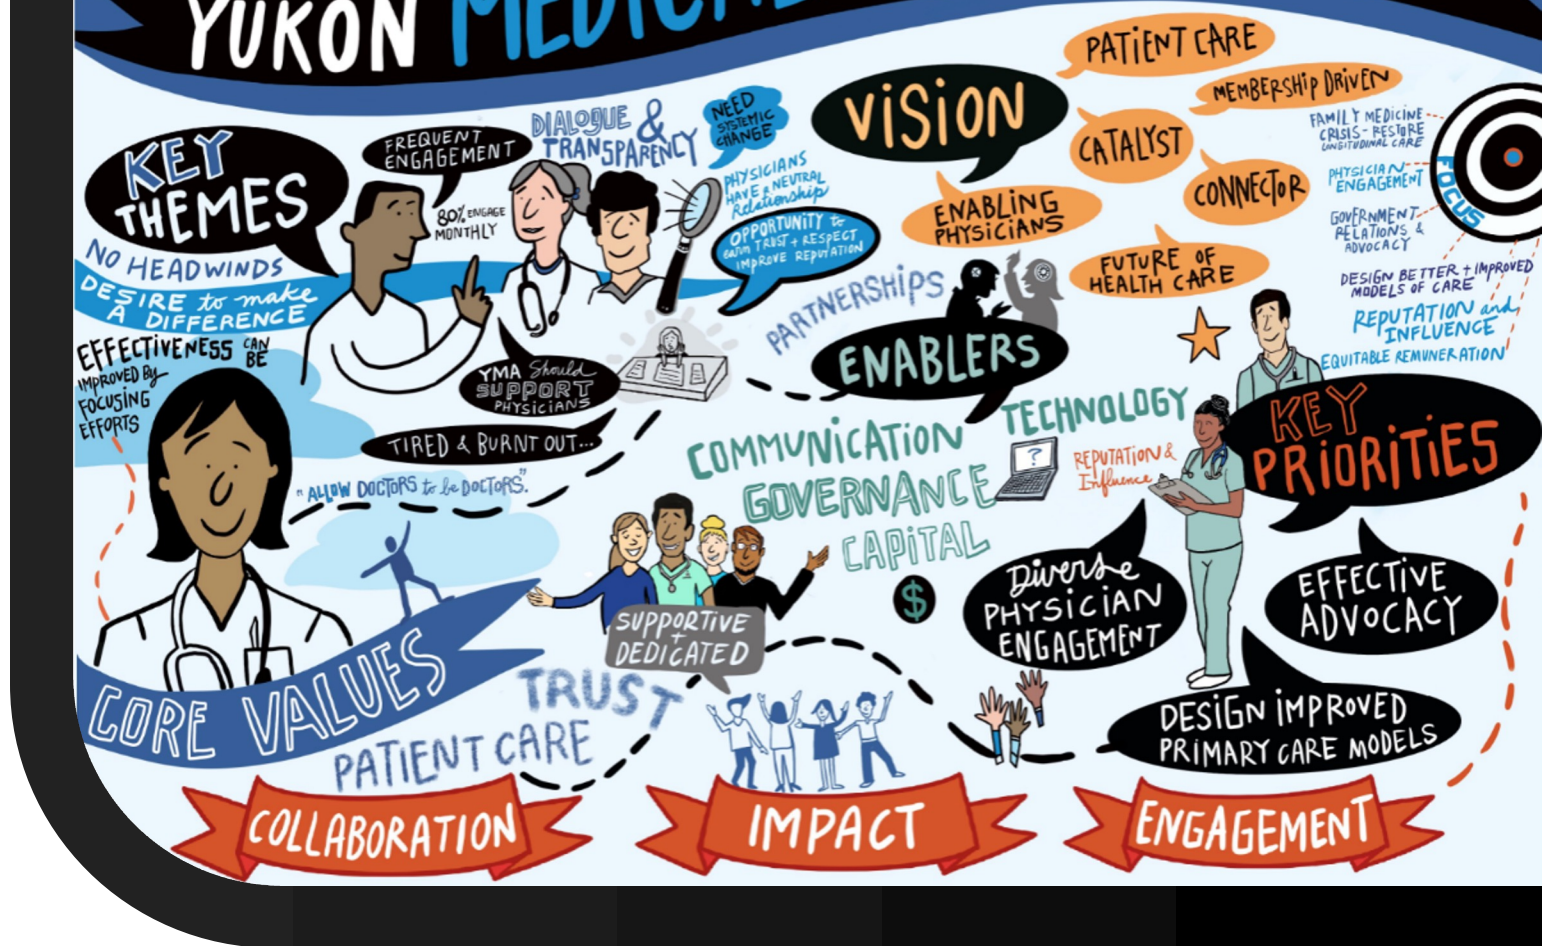 YUKON MEDICAL
KEY
THEMES
FREQUENT
ENGAGEMENT
DIALOGUE &
TRANSPARENCY
NEED
SYSTEMIC
CHANGE
PHYSICIANS
HAVE A NEUTRAL
Relationship
80% ENGAGE
MONTHLY
OPPORTUNITY to
earn TRUST + RESPECT
IMPROVE REPUTATION
NO HEADWINDS
DESIRE to make
A DIFFERENCE
EFFECTIVENESS CAN
BE
IMPROVED By
FOCUSING
EFFORTS
YMA Should
SUPPORT
PHYSICIANS
TIRED & BURNT OUT...
"ALLOW DOCTORS to be DOCTORS."
VISION
PATIENT CARE
MEMBERSHIP DRIVEN
CATALYST
CONNECTOR
ENABLING
PHYSICIANS
FUTURE OF
HEALTH CARE
FOCUS
FAMILY MEDICINE
CRISIS - RESTORE
LONGITUDINAL CARE
PHYSICIAN
ENGAGEMENT
GOVERNMENT
RELATIONS &
ADVOCACY
DESIGN BETTER + IMPROVED
MODELS OF CARE
REPUTATION and
INFLUENCE
EQUITABLE REMUNERATION
PARTNERSHIPS
ENABLERS
COMMUNICATION
GOVERNANCE
CAPITAL
$
TECHNOLOGY
?
REPUTATION &
Influence
KEY
PRIORITIES
Diverse
PHYSICIAN
ENGAGEMENT
EFFECTIVE
ADVOCACY
DESIGN IMPROVED
PRIMARY CARE MODELS
SUPPORTIVE
+
DEDICATED
CORE VALUES
TRUST
PATIENT CARE
COLLABORATION
IMPACT
ENGAGEMENT